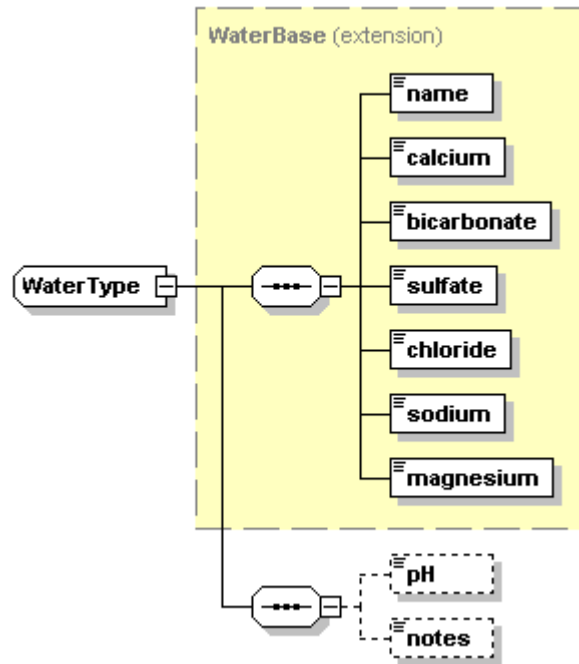 WaterBase (extension)
name
calcium
bicarbonate
WaterType
sulfate
chloride
sodium
magnesium
pH
notes